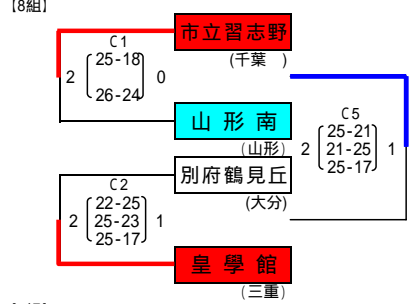 【8組】
市立習志野
(千葉　)
C1
2 25-18 0
26-24
山 形 南
(山形)
C5
2 25-21 1
21-25
25-17
別府鶴見丘
(大分)
C2
22-25
2 25-23 1
25-17
皇 學 館
(三重)